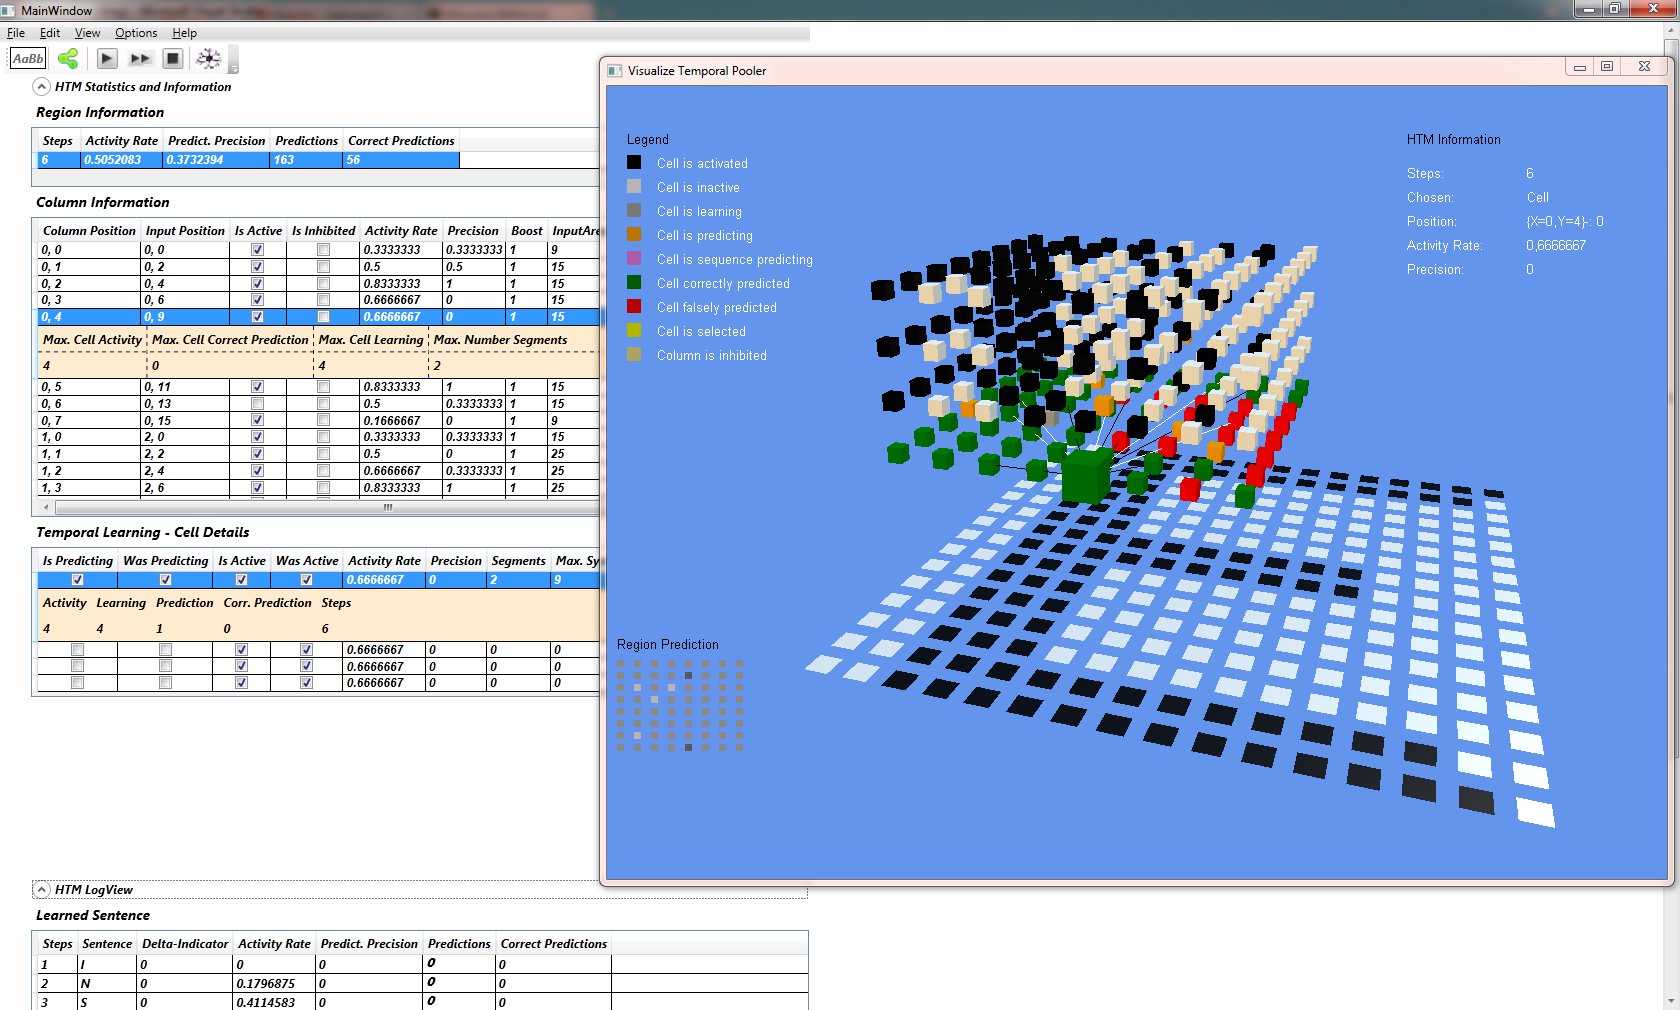 MainWindow
File Edit View Options Help
AaBb
HTM Statistics and Information
Region Information
Steps Activity Rate Predict. Precision Predictions Correct Predictions
6 0.5052083 0.3732394 163 56
Column Information
Column Position Input Position Is Active Is Inhibited Activity Rate Precision Boost InputAre
0, 0 0, 0 0.3333333 0.3333333 1 9
0, 1 0, 2 0.5 0.5 1 15
0, 2 0, 4 0.8333333 1 1 15
0, 3 0, 6 0.6666667 0 1 15
0, 4 0, 9 0.6666667 0 1 15
Max. Cell Activity Max. Cell Correct Prediction Max. Cell Learning Max. Number Segments
4 0 4 2
0, 5 0, 11 0.8333333 1 1 15
0, 6 0, 13 0.5 0.3333333 1 15
0, 7 0, 15 0.1666667 0 1 9
1, 0 2, 0 0.3333333 0.3333333 1 15
1, 1 2, 2 0.5 0 1 25
1, 2 2, 4 0.6666667 0.3333333 1 25
1, 3 2, 6 0.8333333 1 1 25
Temporal Learning - Cell Details
Is Predicting Was Predicting Is Active Was Active Activity Rate Precision Segments Max. Sy
0.6666667 0 2 9
Activity Learning Prediction Corr. Prediction Steps
4 4 1 0 6
0.6666667 0 0 0
0.6666667 0 0 0
0.6666667 0 0 0
HTM LogView
Learned Sentence
Steps Sentence Delta-Indicator Activity Rate Predict. Precision Predictions Correct Predictions
1 I 0 0 0 0 0
2 N 0 0.1796875 0 0 0
3 S 0 0.4114583 0 0 0
Visualize Temporal Pooler
Legend
Cell is activated
Cell is inactive
Cell is learning
Cell is predicting
Cell is sequence predicting
Cell correctly predicted
Cell falsely predicted
Cell is selected
Column is inhibited
HTM Information
Steps: 6
Chosen: Cell
Position: {X=0,Y=4}-: 0
Activity Rate: 0,6666667
Precision: 0
Region Prediction